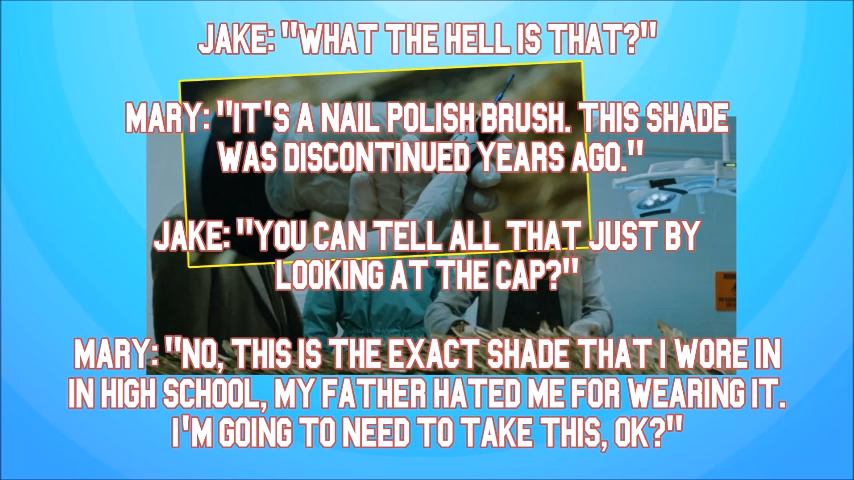 JAKE: "WHAT THE HELL IS THAT?"
MARY: "IT'S A NAIL POLISH BRUSH. THIS SHADE
WAS DISCONTINUED YEARS AGO."
JAKE: "YOU CAN TELL ALL THAT JUST BY
LOOKING AT THE CAP?"
MARY: "NO, THIS IS THE EXACT SHADE THAT I WORE IN
IN HIGH SCHOOL, MY FATHER HATED ME FOR WEARING IT.
I'M GOING TO NEED TO TAKE THIS, OK?"